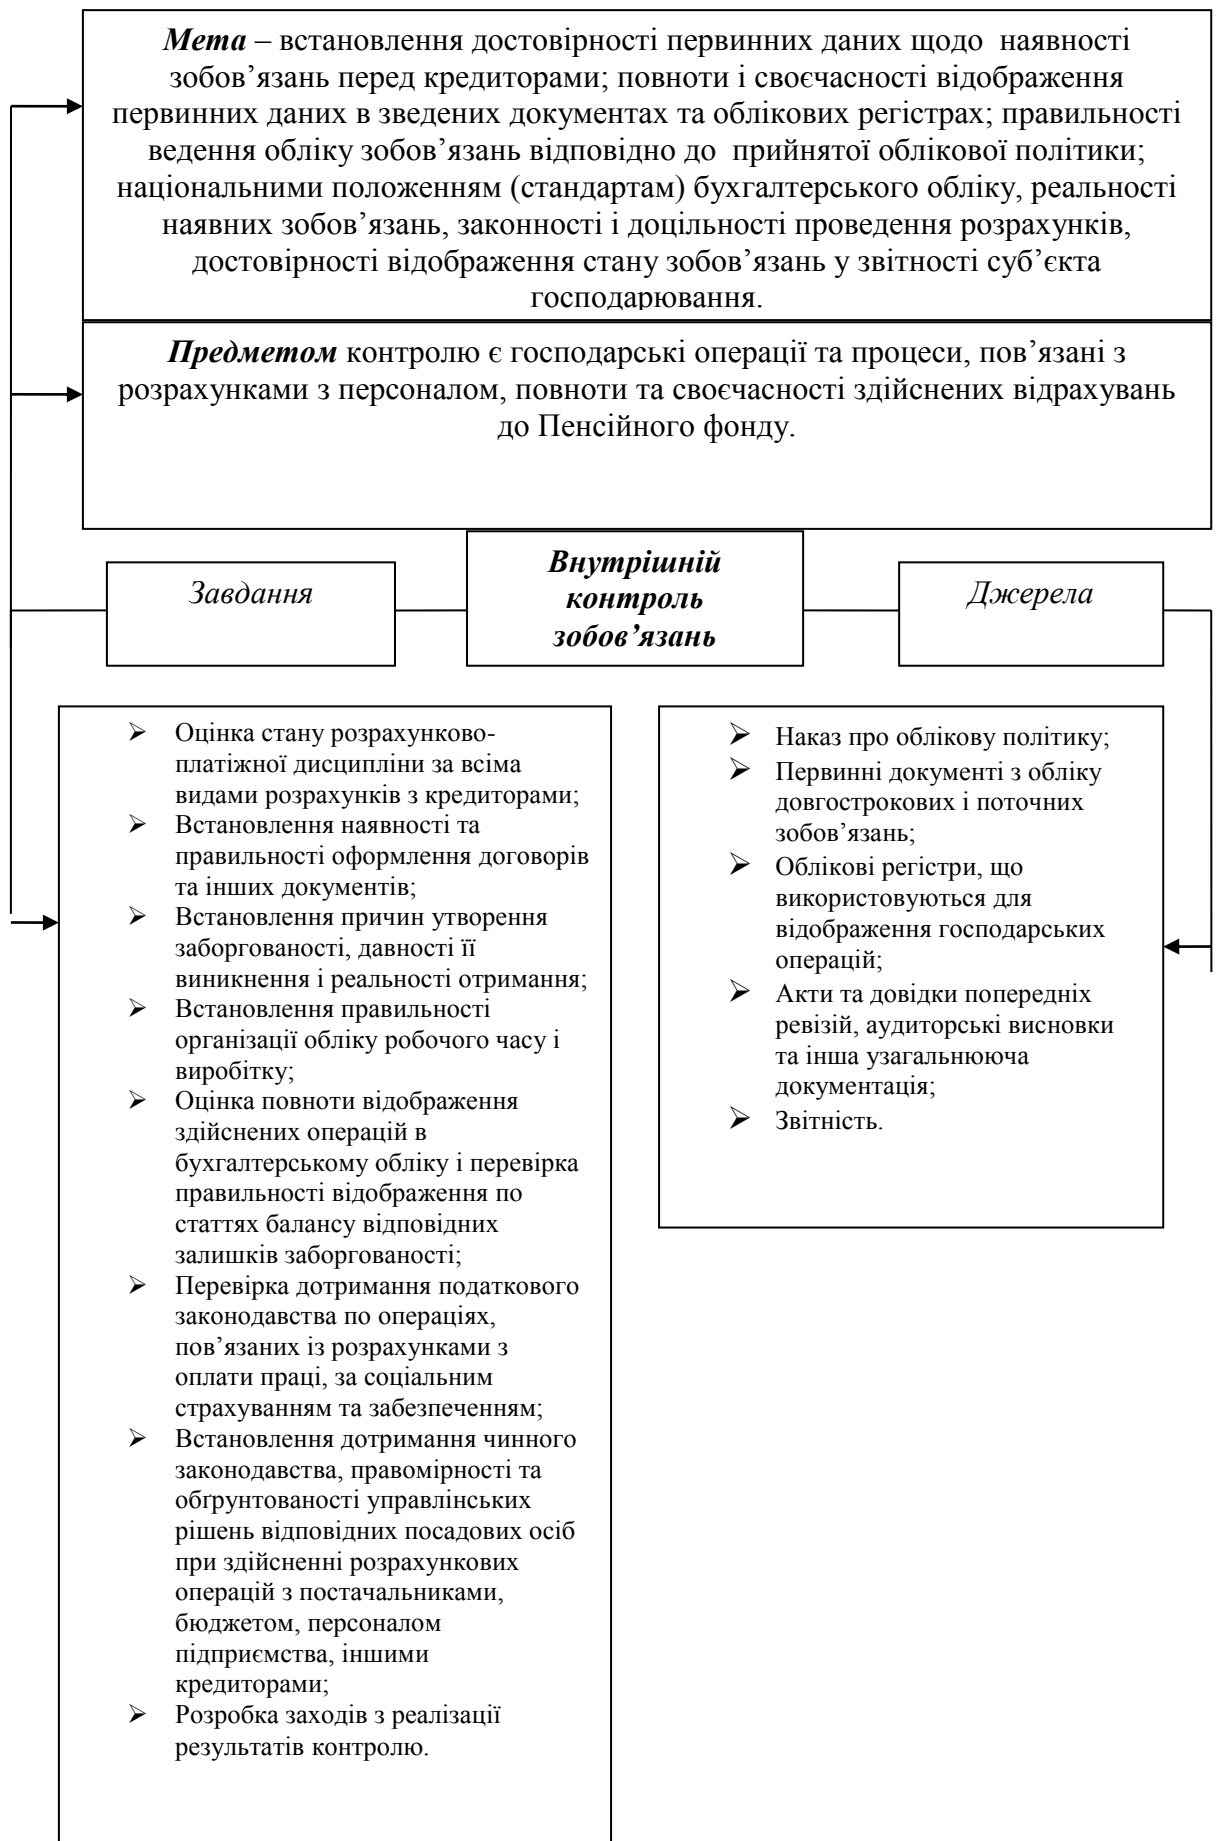 Мета – встановлення достовірності первинних даних щодо наявності
зобов’язань перед кредиторами; повноти і своєчасності відображення
первинних даних в зведених документах та облікових регістрах; правильності
ведення обліку зобов’язань відповідно до прийнятої облікової політики;
національними положенням (стандартам) бухгалтерського обліку, реальності
наявних зобов’язань, законності і доцільності проведення розрахунків,
достовірності відображення стану зобов’язань у звітності суб’єкта
господарювання.
Предметом контролю є господарські операції та процеси, пов’язані з
розрахунками з персоналом, повноти та своєчасності здійснених відрахувань
до Пенсійного фонду.
Завдання
Внутрішній
контроль
зобов’язань
Джерела
➢ Оцінка стану розрахунково-
платіжної дисципліни за всіма
видами розрахунків з кредиторами;
➢ Встановлення наявності та
правильності оформлення договорів
та інших документів;
➢ Встановлення причин утворення
заборгованості, давності її
виникнення і реальності отримання;
➢ Встановлення правильності
організації обліку робочого часу і
виробітку;
➢ Оцінка повноти відображення
здійснених операцій в
бухгалтерському обліку і перевірка
правильності відображення по
статтях балансу відповідних
залишків заборгованості;
➢ Перевірка дотримання податкового
законодавства по операціях,
пов’язаних із розрахунками з
оплати праці, за соціальним
страхуванням та забезпеченням;
➢ Встановлення дотримання чинного
законодавства, правомірності та
обґрунтованості управлінських
рішень відповідних посадових осіб
при здійсненні розрахункових
операцій з постачальниками,
бюджетом, персоналом
підприємства, іншими
кредиторами;
➢ Розробка заходів з реалізації
результатів контролю.
➢ Наказ про облікову політику;
➢ Первинні документі з обліку
довгострокових і поточних
зобов’язань;
➢ Облікові регістри, що
використовуються для
відображення господарських
операцій;
➢ Акти та довідки попередніх
ревізій, аудиторські висновки
та інша узагальнююча
документація;
➢ Звітність.